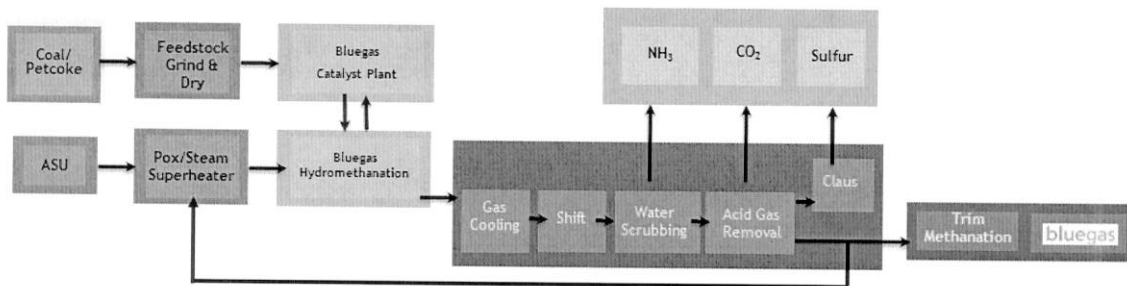 Coal/
Petcoke
Feedstock
Grind &
Dry
Bluegas
Catalyst Plant
NH₃
CO₂
Sulfur
ASU
Pox/Steam
Superheater
Bluegas
Hydromethanation
Gas
Cooling
Shift
Water
Scrubbing
Acid Gas
Removal
Claus
Trim
Methanation
bluegas